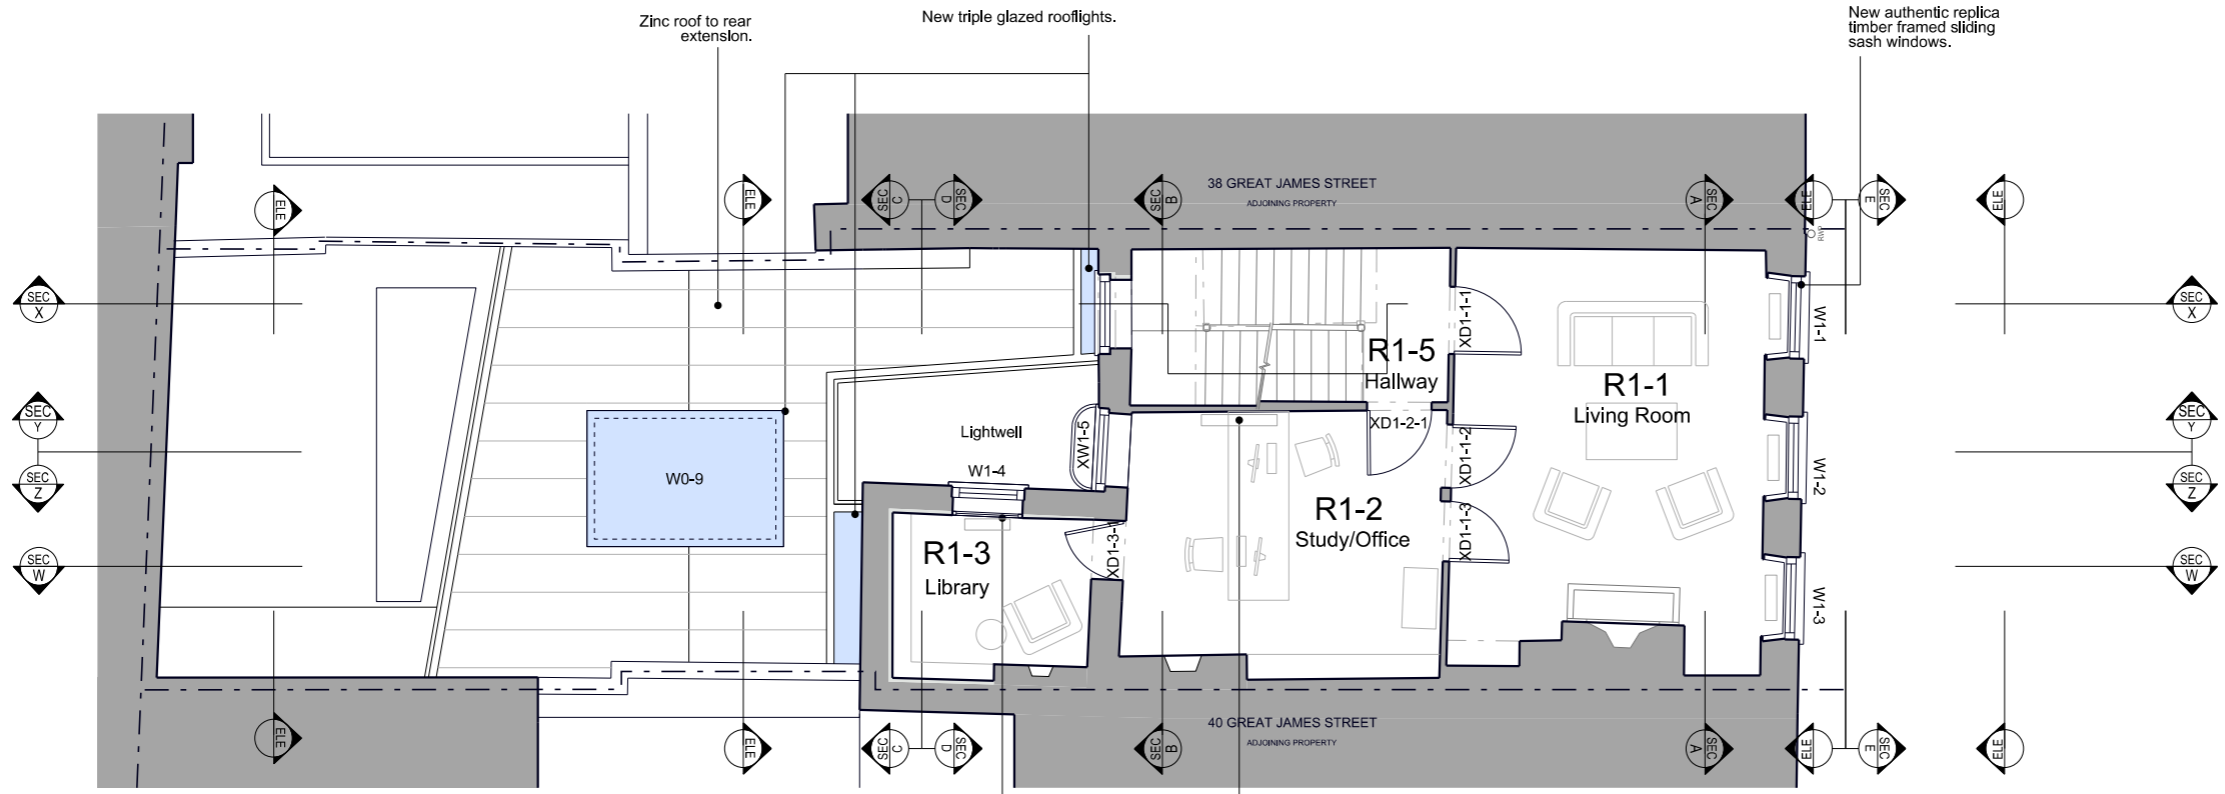 Zinc roof to rear
extension.
New triple glazed rooflights.
New authentic replica
timber framed sliding
sash windows.
38 GREAT JAMES STREET
ADJOINING PROPERTY
ELE
ELE
SEC
C
SEC
D
SEC
B
SEC
A
ELE
SEC
E
ELE
RWP
SEC
X
SEC
X
XD1-1-1
W1-1
R1-5
Hallway
R1-1
Living Room
SEC
Y
SEC
Z
SEC
Y
SEC
Z
Lightwell
XW1-5
XD1-2-1
XD1-1-2
W1-4
W1-2
W0-9
R1-2
Study/Office
XD1-1-3
R1-3
Library
XD1-3-
SEC
W
SEC
W
W1-3
40 GREAT JAMES STREET
ADJOINING PROPERTY
ELE
ELE
SEC
C
SEC
D
SEC
B
SEC
A
ELE
SEC
E
ELE